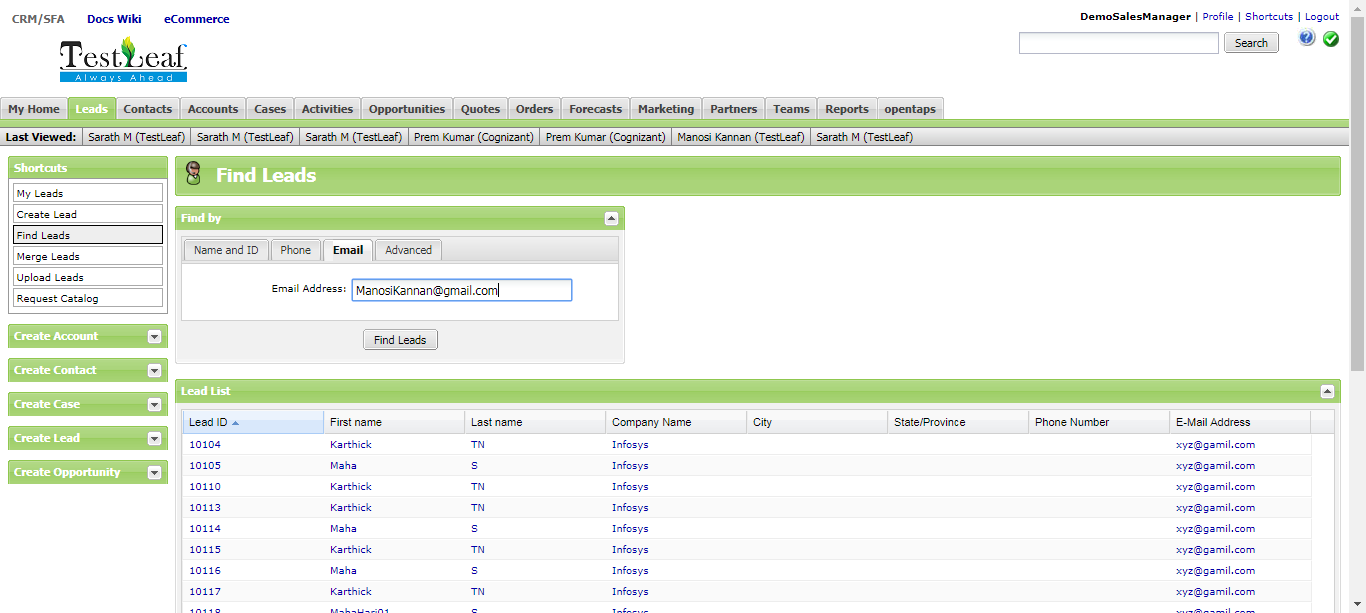 CRM/SFA Docs Wiki eCommerce
DemoSalesManager | Profile | Shortcuts | Logout
Search
TestLeaf
Always Ahead
My Home Leads Contacts Accounts Cases Activities Opportunities Quotes Orders Forecasts Marketing Partners Teams Reports opentaps
Last Viewed: Sarath M (TestLeaf) Sarath M (TestLeaf) Sarath M (TestLeaf) Prem Kumar (Cognizant) Prem Kumar (Cognizant) Manosi Kannan (TestLeaf) Sarath M (TestLeaf)
Shortcuts
My Leads
Create Lead
Find Leads
Merge Leads
Upload Leads
Request Catalog
Create Account
Create Contact
Create Case
Create Lead
Create Opportunity
Find Leads
Find by
Name and ID Phone Email Advanced
Email Address: ManosiKannan@gmail.com
Find Leads
Lead List
Lead ID First name Last name Company Name City State/Province Phone Number E-Mail Address
10104 Karthick TN Infosys xyz@gamil.com
10105 Maha S Infosys xyz@gamil.com
10110 Karthick TN Infosys xyz@gamil.com
10113 Karthick TN Infosys xyz@gamil.com
10114 Maha S Infosys xyz@gamil.com
10115 Karthick TN Infosys xyz@gamil.com
10116 Maha S Infosys xyz@gamil.com
10117 Karthick TN Infosys xyz@gamil.com
10118 MahaHari01 S Infosys xyz@gamil.com